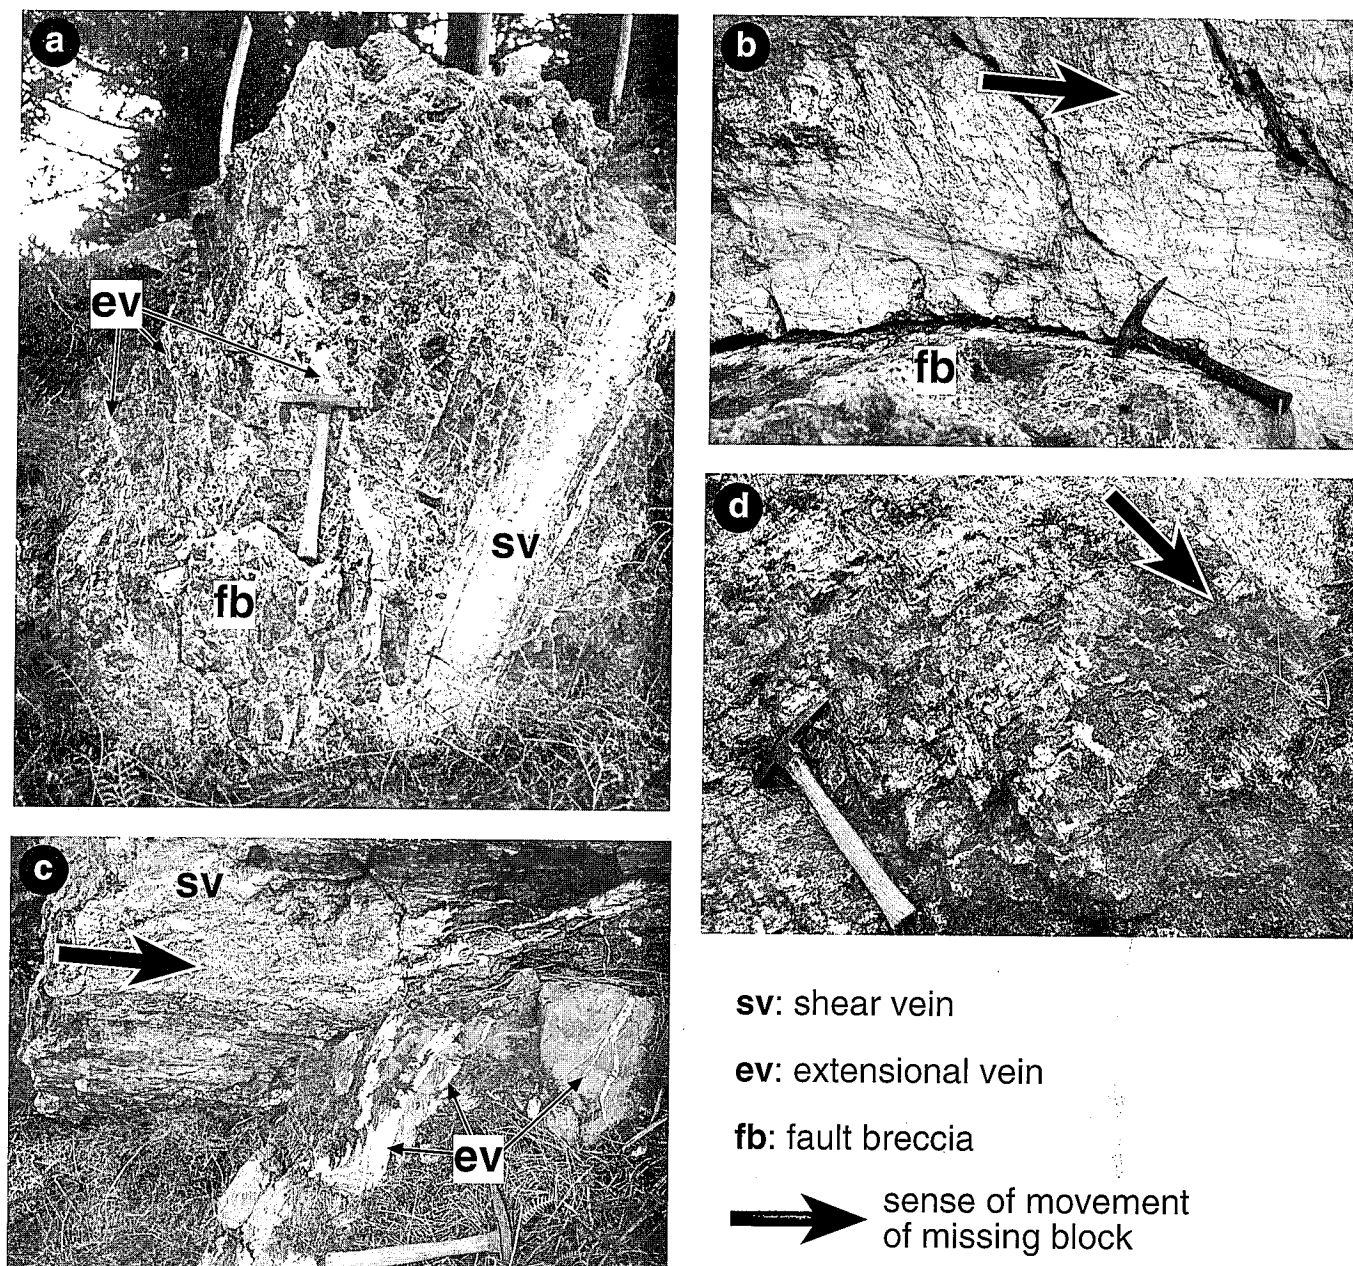 a
ev
sv
fb
b
fb
c
sv
ev
d
sv: shear vein
ev: extensional vein
fb: fault breccia
sense of movement
of missing block